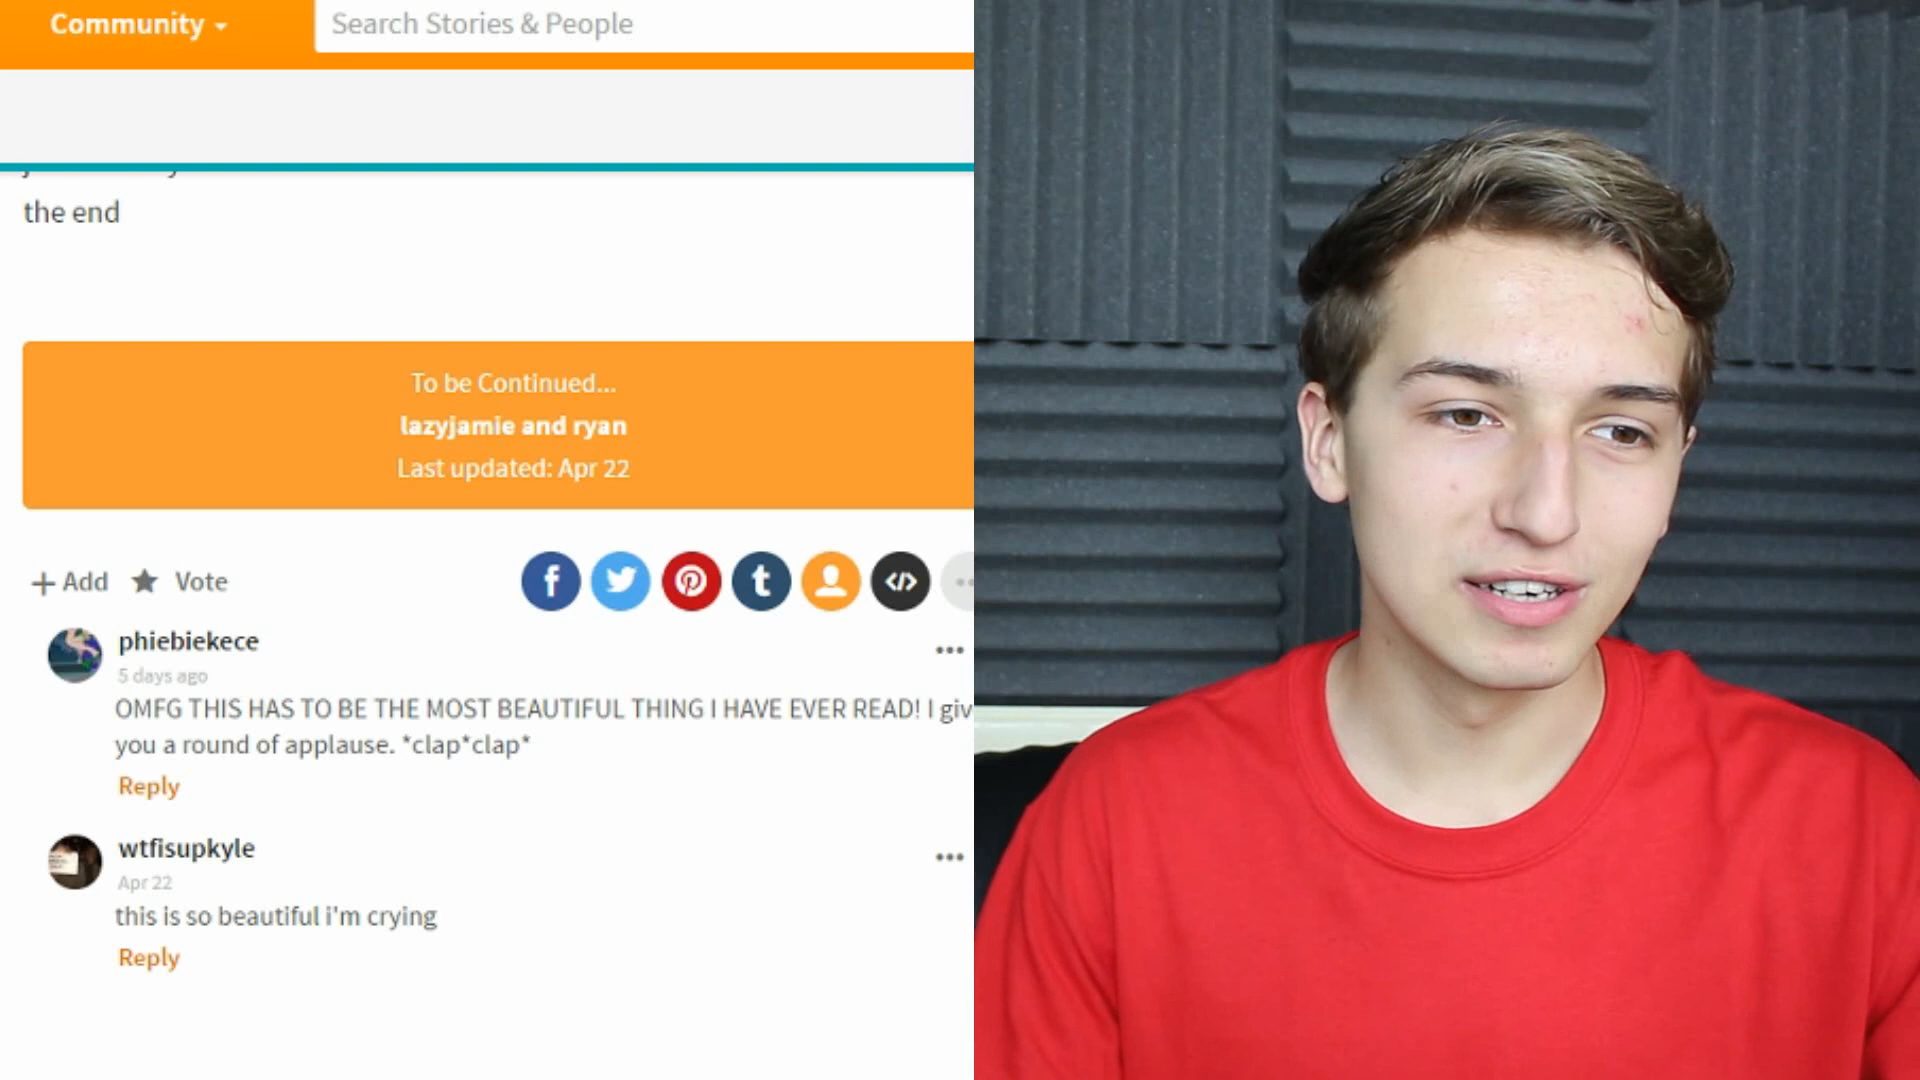 Community
Search Stories & People
the end
To be Continued...
lazyjamie and ryan
Last updated: Apr 22
+ Add ★ Vote
phiebiekece
5 days ago
OMFG THIS HAS TO BE THE MOST BEAUTIFUL THING I HAVE EVER READ! I giv
you a round of applause. *clap*clap*
Reply
wtfisupkyle
Apr 22
this is so beautiful i'm crying
Reply